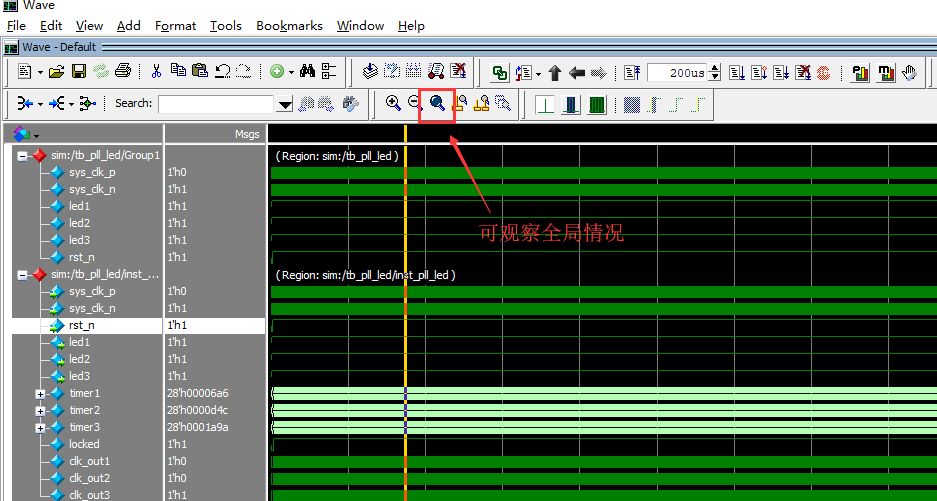 Wave
File Edit View Add Format Tools Bookmarks Window Help
Wave - Default
200us
Search:
Msgs
sim:/tb_pll_led/Group1
(Region: sim:/tb_pll_led )
sys_clk_p 1'h0
sys_clk_n 1'h1
led1 1'h1
led2 1'h1
led3 1'h1
rst_n 1'h1
可观察全局情况
sim:/tb_pll_led/inst_...
(Region: sim:/tb_pll_led/inst_pll_led )
sys_clk_p 1'h0
sys_clk_n 1'h1
rst_n 1'h1
led1 1'h1
led2 1'h1
led3 1'h1
timer1 28'h00006a6
timer2 28'h0000d4c
timer3 28'h0001a9a
locked 1'h1
clk_out1 1'h0
clk_out2 1'h0
clk_out3 1'h1